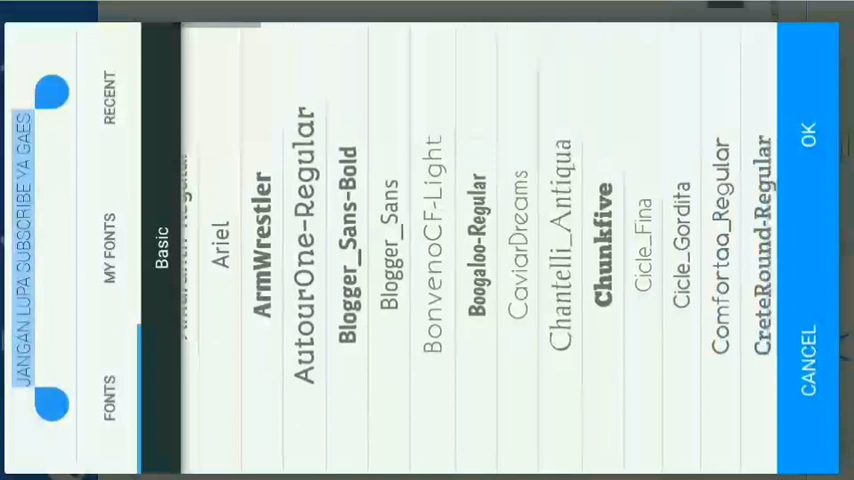 JANGAN LUPA SUBSCRIBE YA GAES
FONTS MY FONTS RECENT
Basic
Ariel
ArmWrestler
AutourOne-Regular
Blogger_Sans-Bold
Blogger_Sans
BonvenoCF-Light
Boogaloo-Regular
CaviarDreams
Chantelli_Antiqua
Chunkfive
Cicle_Fina
Cicle_Gordita
Comfortaa_Regular
CreteRound-Regular
CANCEL OK